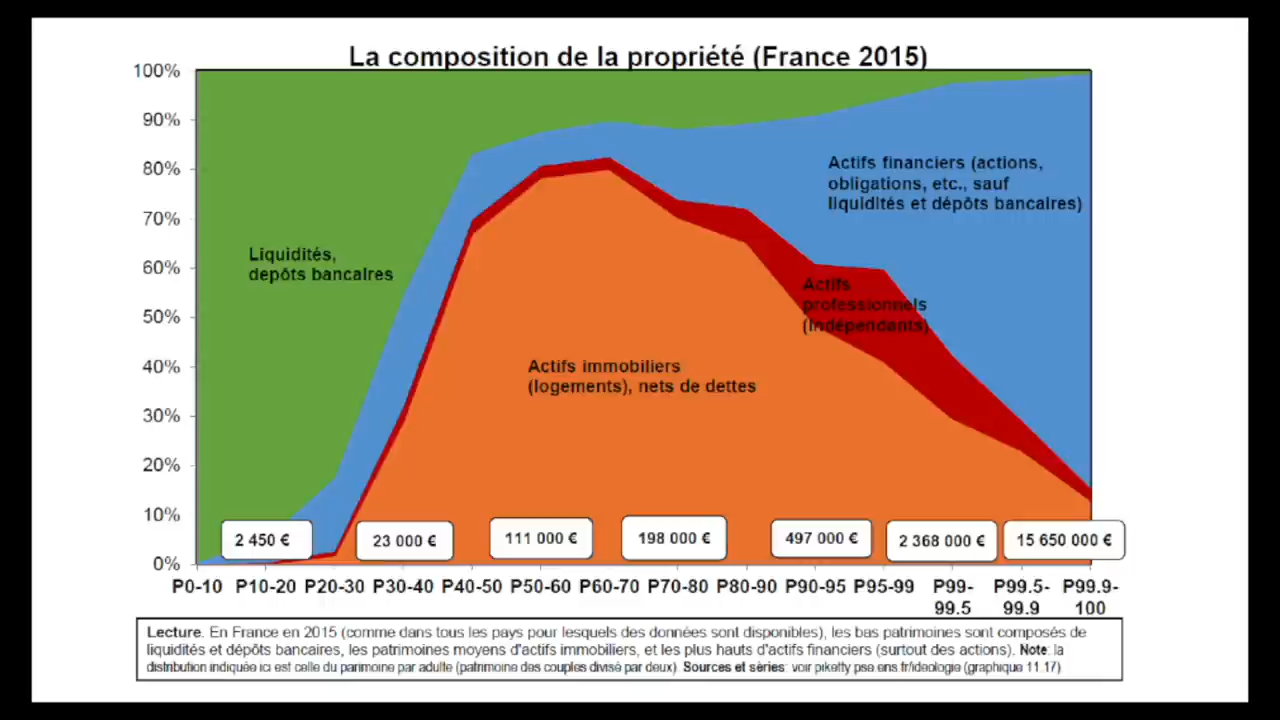 La composition de la propriété (France 2015)
100%
90%
80%
70%
60%
50%
40%
30%
20%
10%
0%
Actifs financiers (actions,
obligations, etc., sauf
liquidités et dépôts bancaires)
Liquidités,
depôts bancaires
Actifs
professionnels
(indépendants)
Actifs immobiliers
(logements), nets de dettes
2 450 €
23 000 €
111 000 €
198 000 €
497 000 €
2 368 000 €
15 650 000 €
P0-10 P10-20 P20-30 P30-40 P40-50 P50-60 P60-70 P70-80 P80-90 P90-95 P95-99 P99- P99.5- P99.9-
99.5 99.9 100
Lecture. En France en 2015 (comme dans tous les pays pour lesquels des données sont disponibles), les bas patrimoines sont composés de
liquidités et dépôts bancaires, les patrimoines moyens d'actifs immobiliers, et les plus hauts d'actifs financiers (surtout des actions). Note: la
distribution indiquée ici est celle du parimoine par adulte (patrimoine des couples divisé par deux). Sources et séries: voir piketty.pse.ens.fr/ideologie (graphique 11.17)